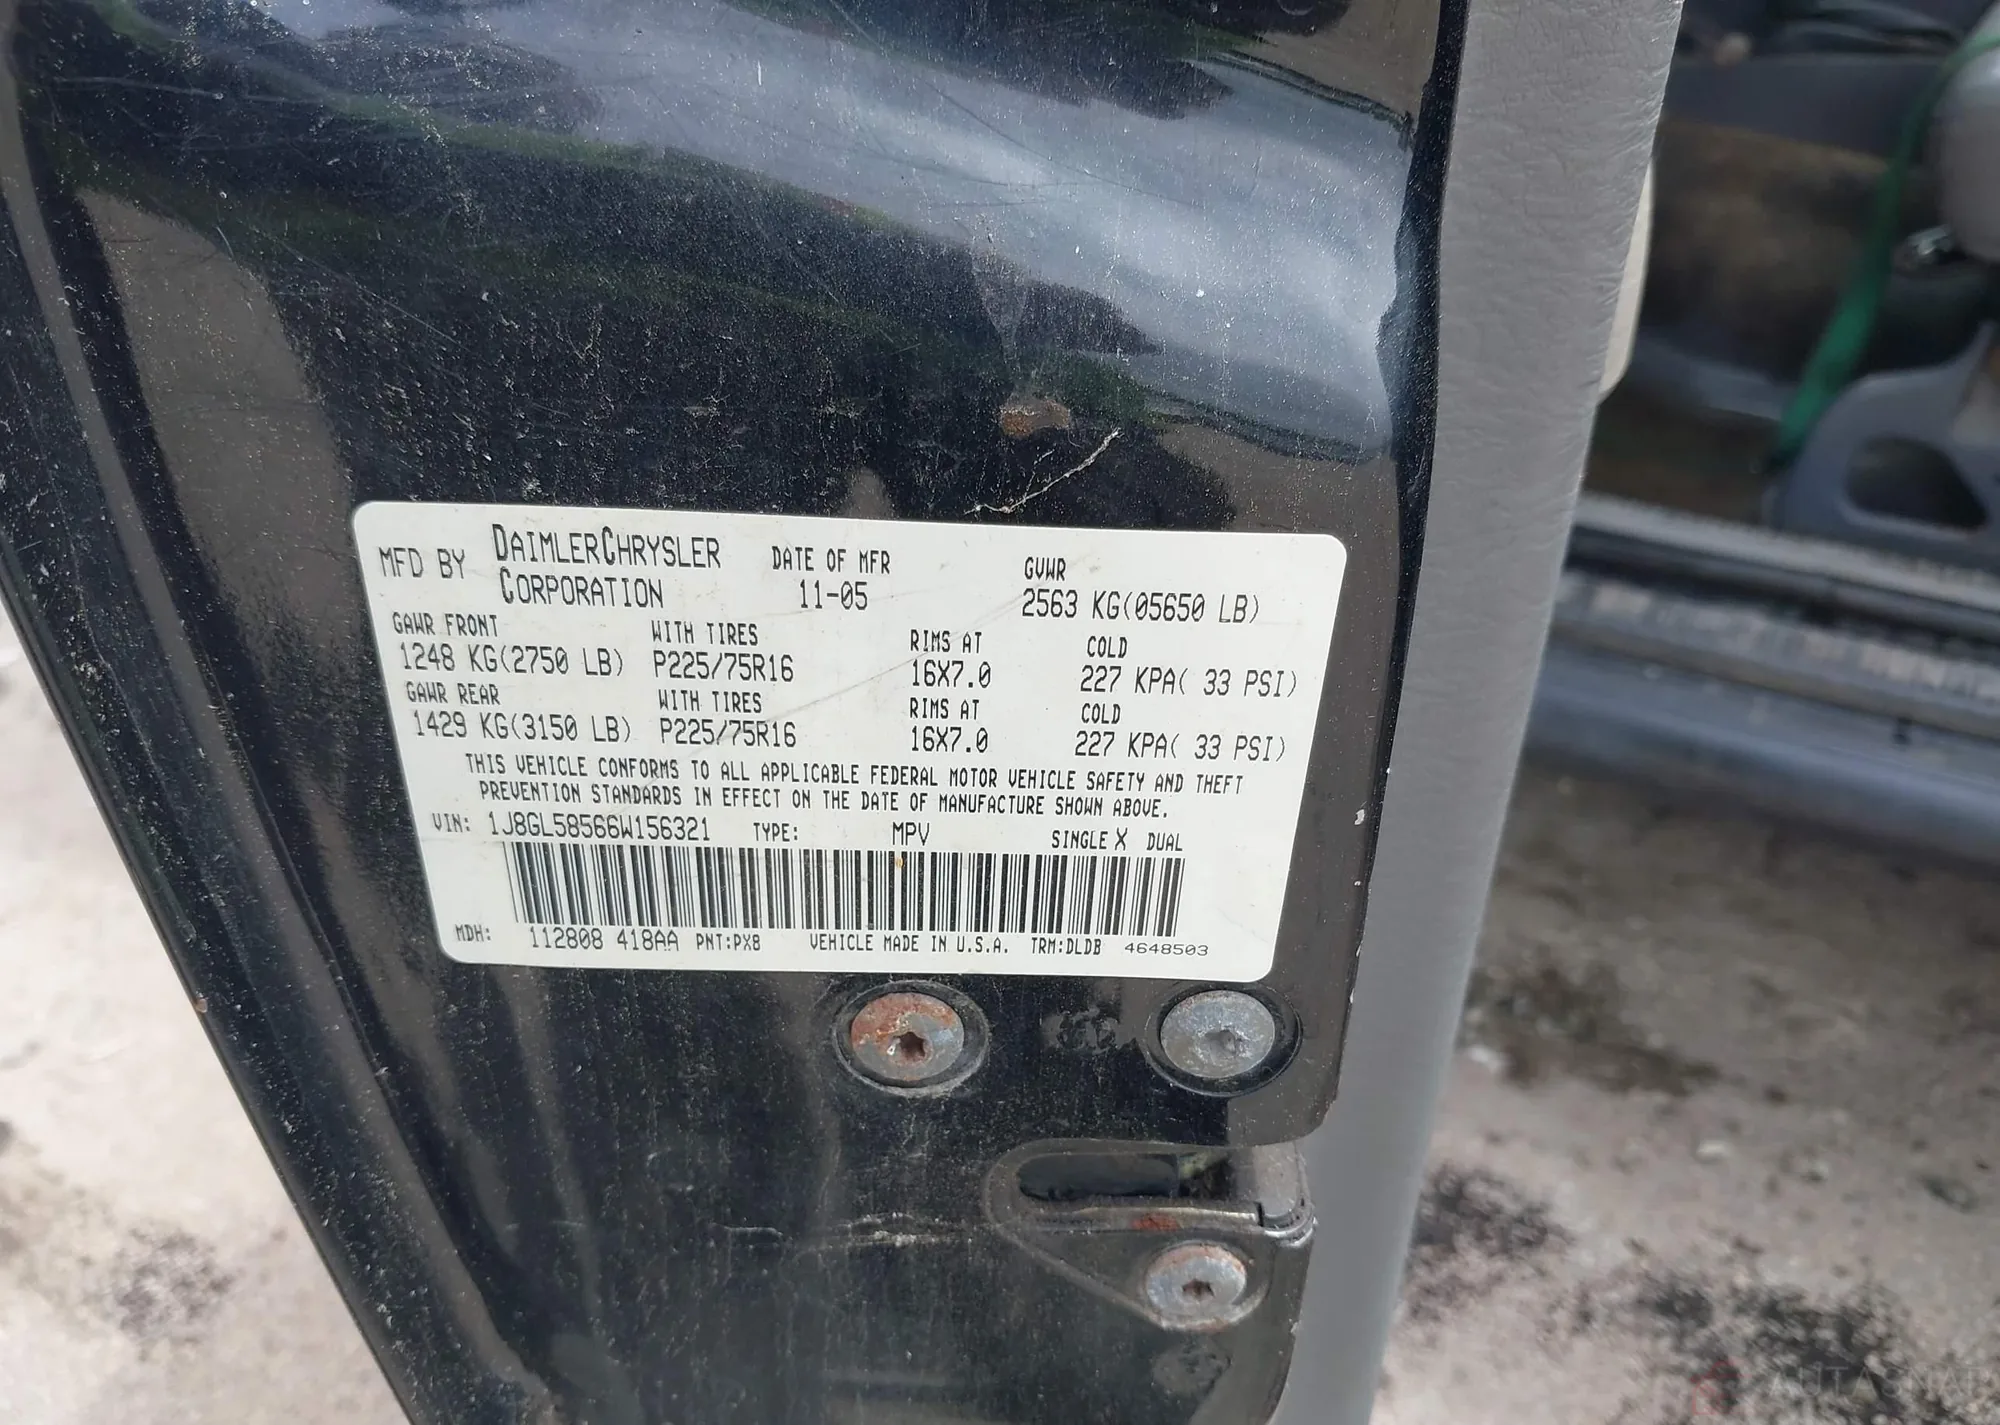 MFD BY DAIMLERCHRYSLER CORPORATION DATE OF MFR 11-05 GVWR 2563 KG(05650 LB)
GAWR FRONT WITH TIRES RIMS AT COLD
1248 KG(2750 LB) P225/75R16 16X7.0 227 KPA( 33 PSI)
GAWR REAR WITH TIRES RIMS AT COLD
1429 KG(3150 LB) P225/75R16 16X7.0 227 KPA( 33 PSI)
THIS VEHICLE CONFORMS TO ALL APPLICABLE FEDERAL MOTOR VEHICLE SAFETY AND THEFT
PREVENTION STANDARDS IN EFFECT ON THE DATE OF MANUFACTURE SHOWN ABOVE.
VIN: 1J8GL58566W156321 TYPE: MPV SINGLE X DUAL
MDH: 112808 418AA PNT:PX8 VEHICLE MADE IN U.S.A. TRM:DLDB 4648503